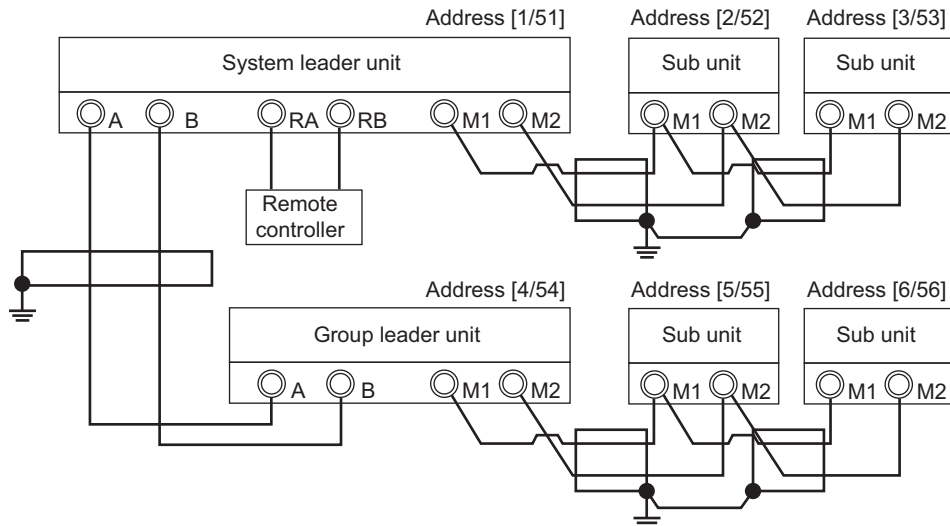 Address [1/51] Address [2/52] Address [3/53]
System leader unit Sub unit Sub unit
A B RA RB M1 M2 M1 M2 M1 M2
Remote
controller
Address [4/54] Address [5/55] Address [6/56]
Group leader unit Sub unit Sub unit
A B M1 M2 M1 M2 M1 M2